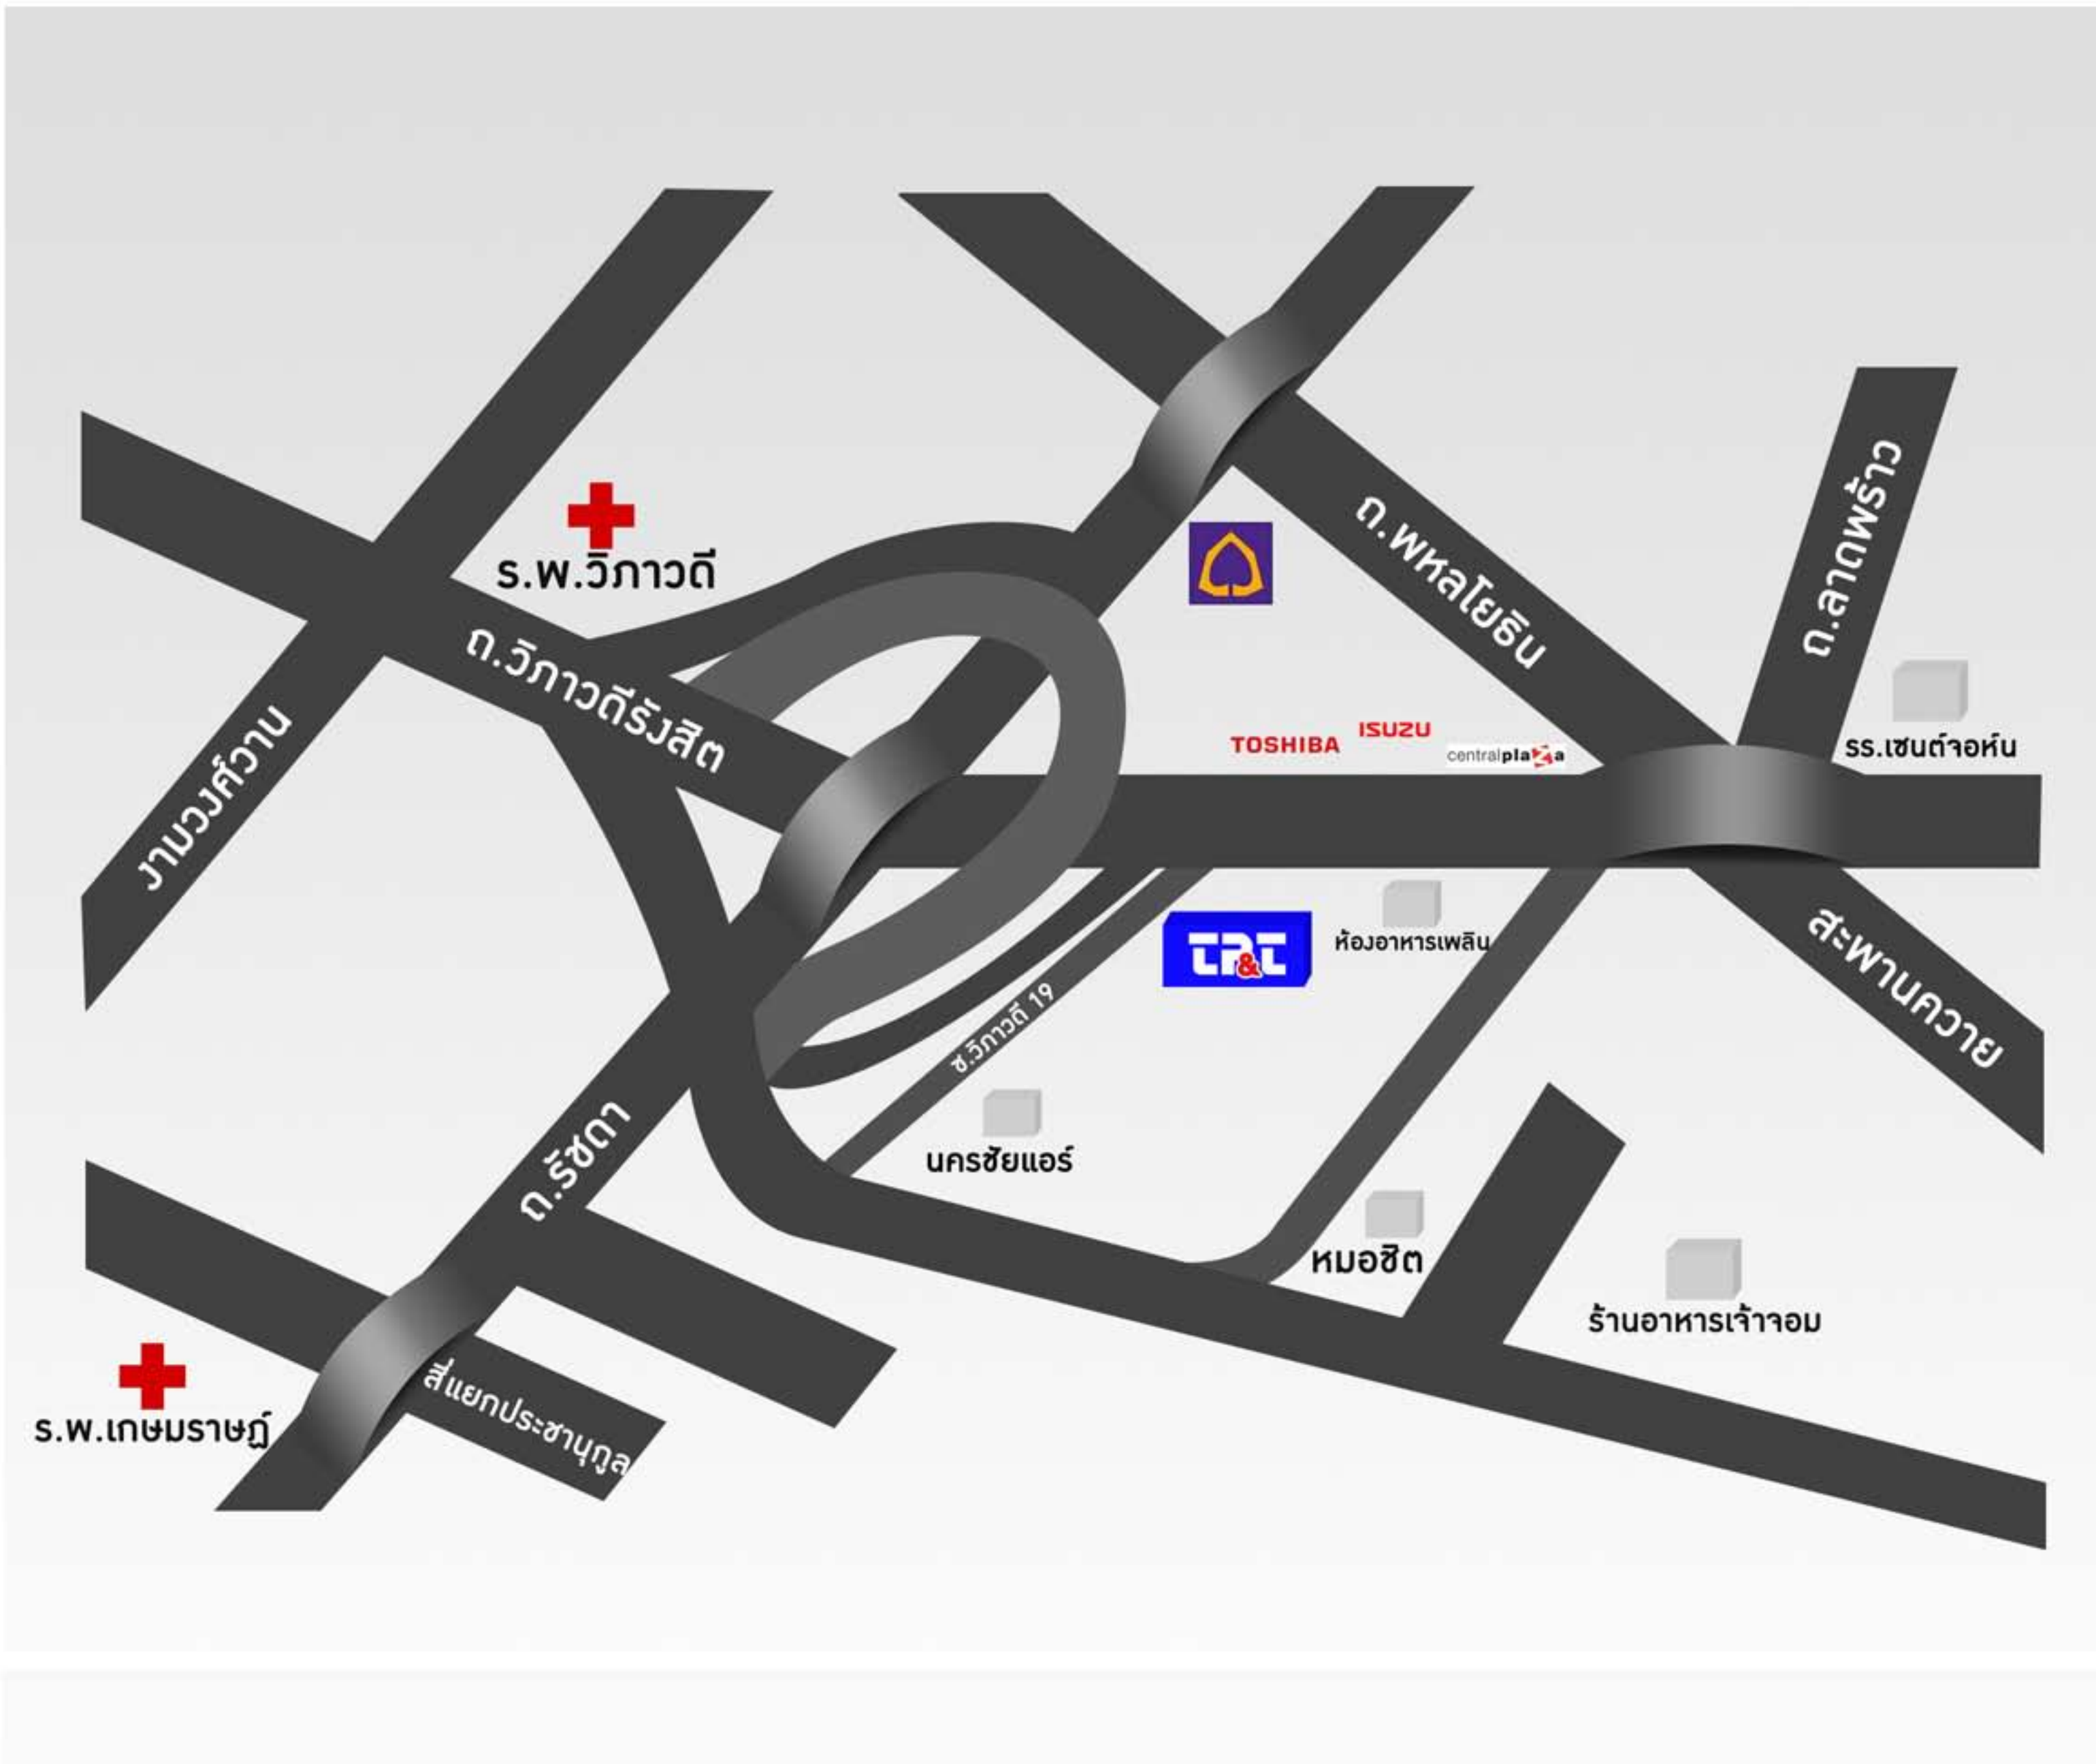 ถ.ลาดพร้าว
ถ.พหลโยธิน
ร.พ.วิภาวดี
ถ.วิภาวดีรังสิต
งามวงศ์วาน
ISUZU
TOSHIBA
centralplaza
รร.เซนต์จอห์น
TR&T
ห้องอาหารเพลิน
สะพานควาย
ซ.วิภาวดี 19
ถ.รัชดา
นครชัยแอร์
หมอชิต
ร้านอาหารเจ้าจอม
สี่แยกประชานุกูล
ร.พ.เกษมราษฎ์